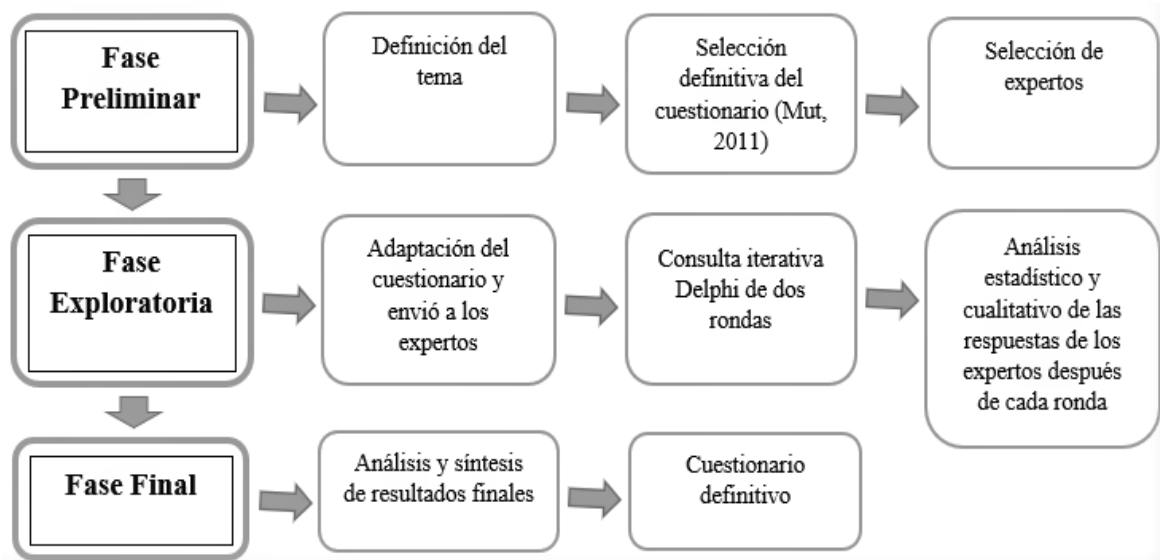 Fase
Preliminar
Definición del
tema
Selección
definitiva del
cuestionario (Mut,
2011)
Selección de
expertos
Fase
Exploratoria
Adaptación del
cuestionario y
envió a los
expertos
Consulta iterativa
Delphi de dos
rondas
Análisis
estadístico y
cualitativo de las
respuestas de los
expertos después
de cada ronda
Fase Final
Análisis y síntesis
de resultados finales
Cuestionario
definitivo